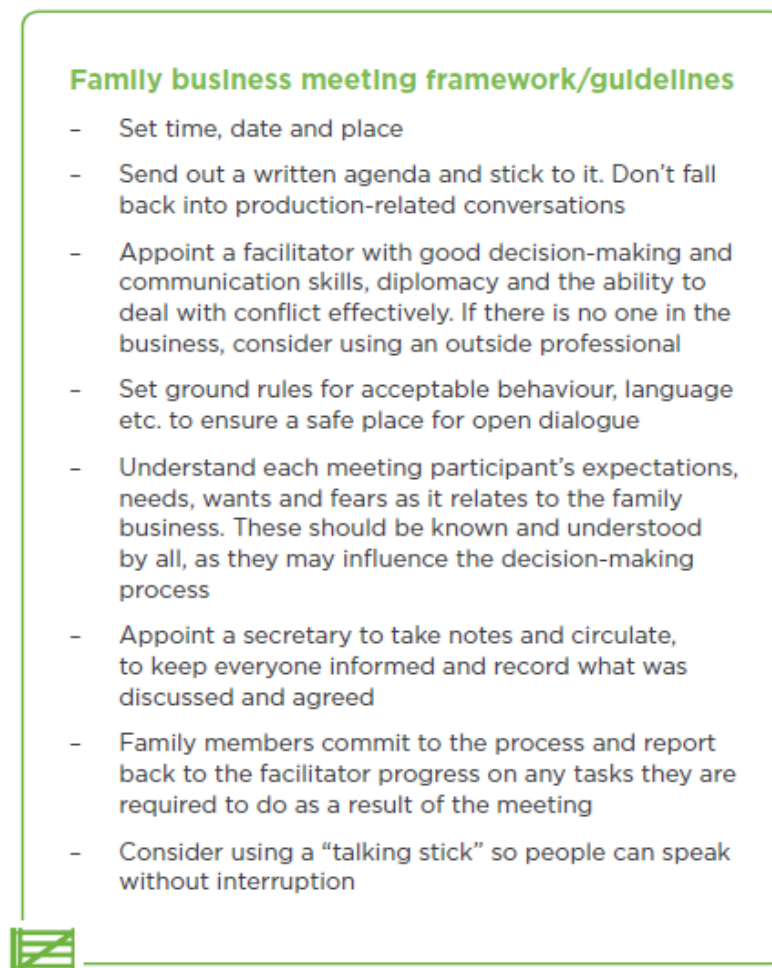 Family business meeting framework/guidelines
– Set time, date and place
– Send out a written agenda and stick to it. Don’t fall
back into production-related conversations
– Appoint a facilitator with good decision-making and
communication skills, diplomacy and the ability to
deal with conflict effectively. If there is no one in the
business, consider using an outside professional
– Set ground rules for acceptable behaviour, language
etc. to ensure a safe place for open dialogue
– Understand each meeting participant’s expectations,
needs, wants and fears as it relates to the family
business. These should be known and understood
by all, as they may influence the decision-making
process
– Appoint a secretary to take notes and circulate,
to keep everyone informed and record what was
discussed and agreed
– Family members commit to the process and report
back to the facilitator progress on any tasks they are
required to do as a result of the meeting
– Consider using a “talking stick” so people can speak
without interruption